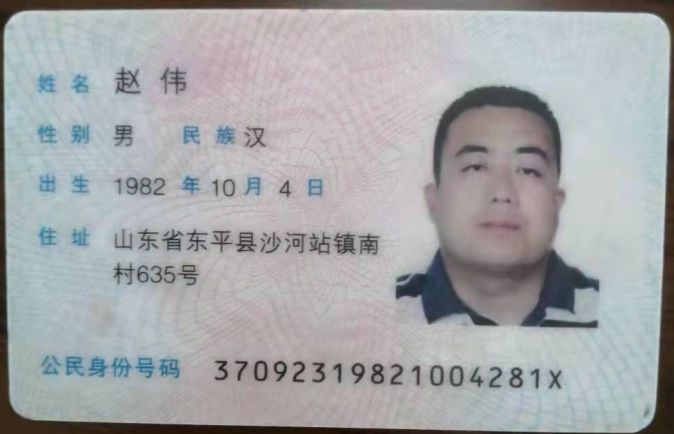 姓名 赵伟
性别 男 民族 汉
出生 1982 年 10 月 4 日
住址 山东省东平县沙河站镇南
村635号
公民身份号码 37092319821004281X